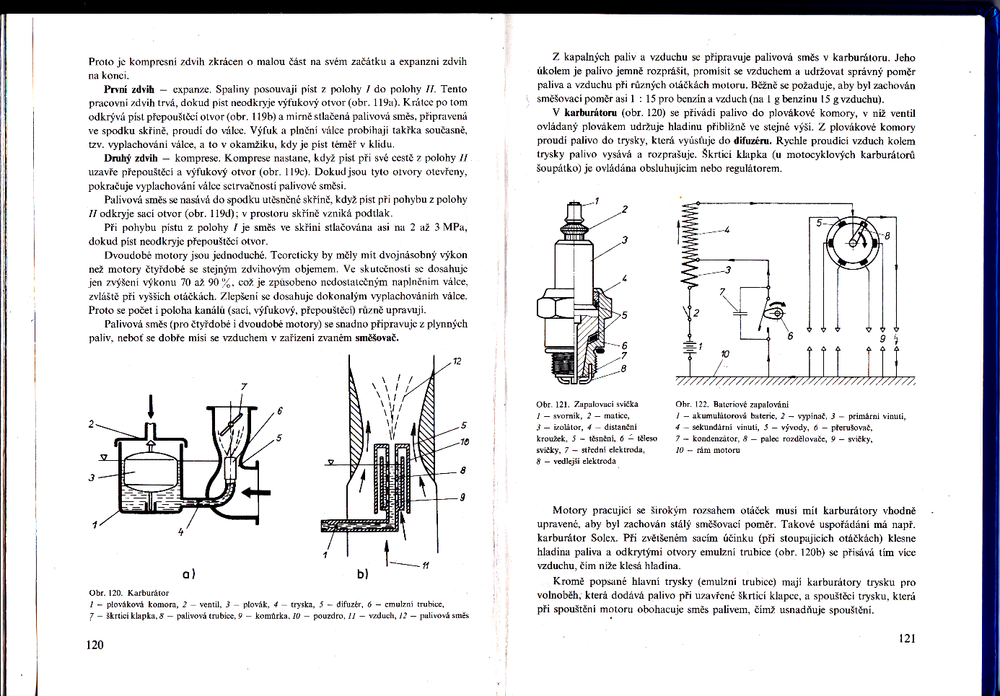 Proto je kompresní zdvih zkrácen o malou část na svém začátku a expanzní zdvih
na konci.
První zdvih — expanze. Spaliny posouvají píst z polohy I do polohy II. Tento
pracovní zdvih trvá, dokud píst neodkryje výfukový otvor (obr. 119a). Krátce po tom
odkrývá píst přepouštěcí otvor (obr. 119b) a mírně stlačená palivová směs, připravená
ve spodku skříně, proudí do válce. Výfuk a plnění válce probíhají takřka současně,
tzv. vyplachování válce, a to v okamžiku, kdy je píst téměř v klidu.
Druhý zdvih — komprese. Komprese nastane, když píst při své cestě z polohy II
uzavře přepouštěcí a výfukový otvor (obr. 119c). Dokud jsou tyto otvory otevřeny,
pokračuje vyplachování válce setrvačností palivové směsi.
Palivová směs se nasává do spodku utěsněné skříně, když píst při pohybu z polohy
II odkryje sací otvor (obr. 119d); v prostoru skříně vzniká podtlak.
Při pohybu pístu z polohy I je směs ve skříni stlačována asi na 2 až 3 MPa,
dokud píst neodkryje přepouštěcí otvor.
Dvoudobé motory jsou jednoduché. Teoreticky by měly mít dvojnásobný výkon
než motory čtyřdobé se stejným zdvihovým objemem. Ve skutečnosti se dosahuje
jen zvýšení výkonu 70 až 90 %, což je způsobeno nedostatečným naplněním válce,
zvláště při vyšších otáčkách. Zlepšení se dosahuje dokonalým vyplachováním válce.
Proto se počet i poloha kanálů (sací, výfukový, přepouštěcí) různě upravují.
Palivová směs (pro čtyřdobé i dvoudobé motory) se snadno připravuje z plynných
paliv, neboť se dobře mísí se vzduchem v zařízení zvaném směšovač.
7
6
2
5
3
1
4
a)
12
5
10
8
9
1
11
b)
Obr. 120. Karburátor
1 — plováková komora, 2 — ventil, 3 — plovák, 4 — tryska, 5 — difuzér, 6 — emulzní trubice,
7 — škrticí klapka, 8 — palivová trubice, 9 — komůrka, 10 — pouzdro, 11 — vzduch, 12 — palivová směs
120
Z kapalných paliv a vzduchu se připravuje palivová směs v karburátoru. Jeho
úkolem je palivo jemně rozprášit, promísit se vzduchem a udržovat správný poměr
paliva a vzduchu při různých otáčkách motoru. Běžně se požaduje, aby byl zachován
směšovací poměr asi 1 : 15 pro benzín a vzduch (na 1 g benzínu 15 g vzduchu).
V karburátoru (obr. 120) se přivádí palivo do plovákové komory, v níž ventil
ovládaný plovákem udržuje hladinu přibližně ve stejné výši. Z plovákové komory
proudí palivo do trysky, která vyúsťuje do difuzéru. Rychle proudící vzduch kolem
trysky palivo vysává a rozprašuje. Škrticí klapka (u motocyklových karburátorů
šoupátko) je ovládána obsluhujícím nebo regulátorem.
1
2
3
4
5
6
7
8
4
3
7
2
1
10
6
5
8
9
Obr. 121. Zapalovací svíčka
1 — svorník, 2 — matice,
3 — izolátor, 4 — distanční
kroužek, 5 — těsnění, 6 — těleso
svíčky, 7 — střední elektroda,
8 — vedlejší elektroda
Obr. 122. Bateriové zapalování
1 — akumulátorová baterie, 2 — vypínač, 3 — primární vinutí,
4 — sekundární vinutí, 5 — vývody, 6 — přerušovač,
7 — kondenzátor, 8 — palec rozdělovače, 9 — svíčky,
10 — rám motoru
Motory pracující se širokým rozsahem otáček musí mít karburátory vhodně
upravené, aby byl zachován stálý směšovací poměr. Takové uspořádání má např.
karburátor Solex. Při zvětšeném sacím účinku (při stoupajících otáčkách) klesne
hladina paliva a odkrytými otvory emulzní trubice (obr. 120b) se přisává tím více
vzduchu, čím níže klesá hladina.
Kromě popsané hlavní trysky (emulzní trubice) mají karburátory trysku pro
volnoběh, která dodává palivo při uzavřené škrticí klapce, a spouštěcí trysku, která
při spouštění motoru obohacuje směs palivem, čímž usnadňuje spouštění.
121